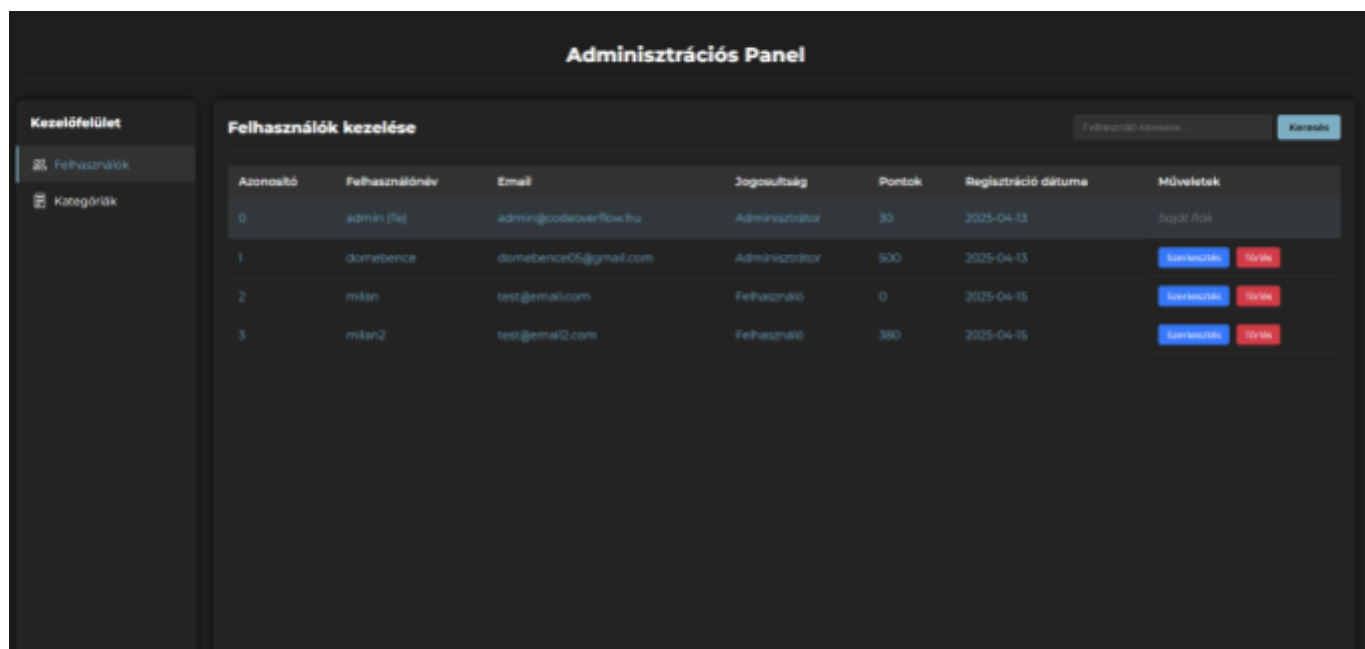 Adminisztrációs Panel
Kezelőfelület
Felhasználók
Kategóriák
Felhasználók kezelése
Felhasználó keresése...
Keresés
Azonosító Felhasználónév Email Jogosultság Pontok Regisztráció dátuma Műveletek
0 admin (Te) admin@codeoverflow.hu Adminisztrátor 30 2025-04-13 Saját fiók
1 domebence domebence05@gmail.com Adminisztrátor 500 2025-04-13 Szerkesztés Törlés
2 milan test@email.com Felhasználó 0 2025-04-15 Szerkesztés Törlés
3 milan2 test@email2.com Felhasználó 380 2025-04-15 Szerkesztés Törlés